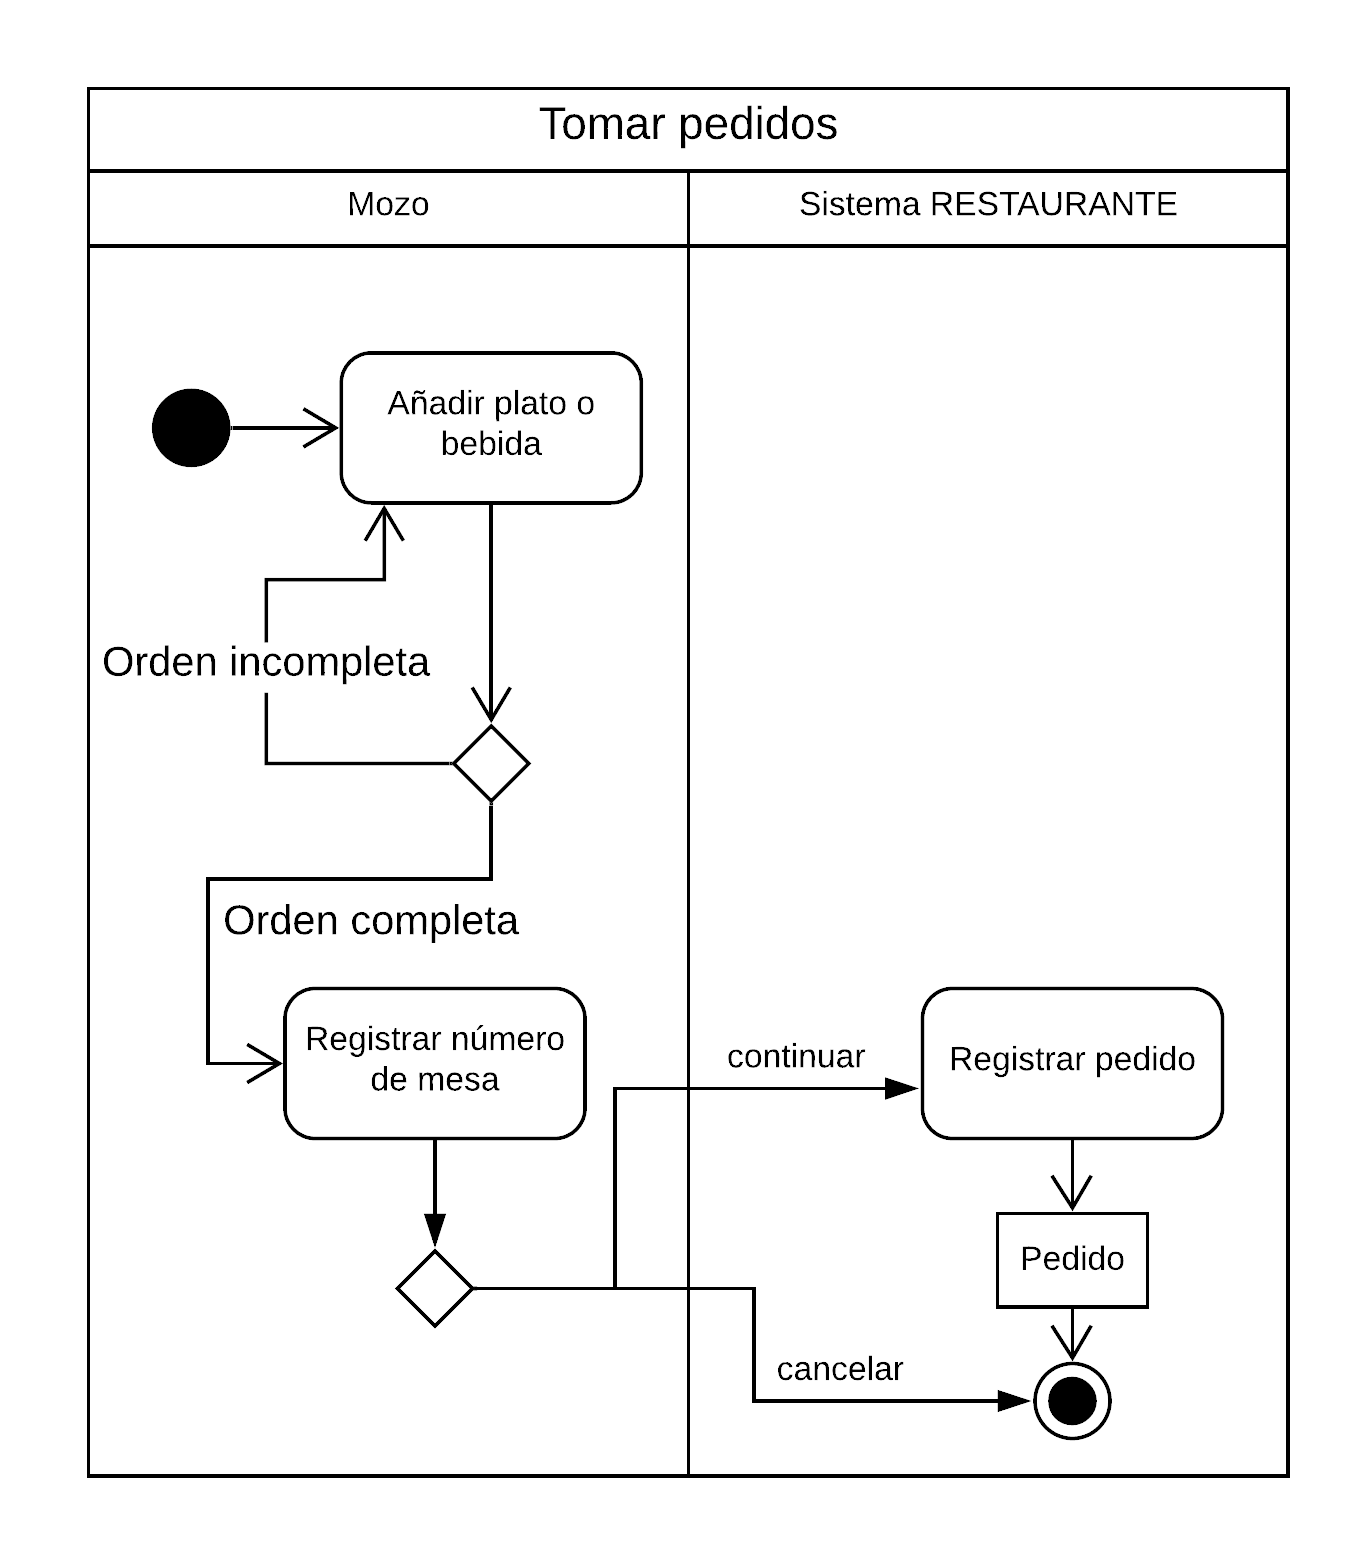 Tomar pedidos
Mozo
Sistema RESTAURANTE
Añadir plato o
bebida
Orden incompleta
Orden completa
Registrar número
de mesa
continuar
Registrar pedido
Pedido
cancelar